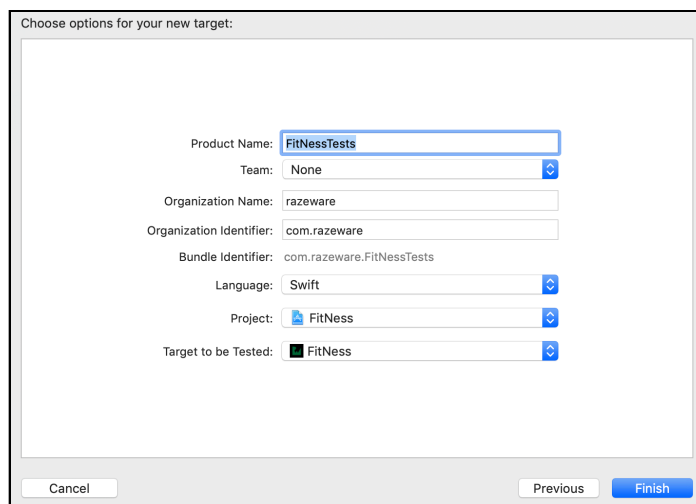 Choose options for your new target:
Product Name: FitNessTests
Team: None
Organization Name: razeware
Organization Identifier: com.razeware
Bundle Identifier: com.razeware.FitNessTests
Language: Swift
Project: FitNess
Target to be Tested: FitNess
Cancel Previous Finish